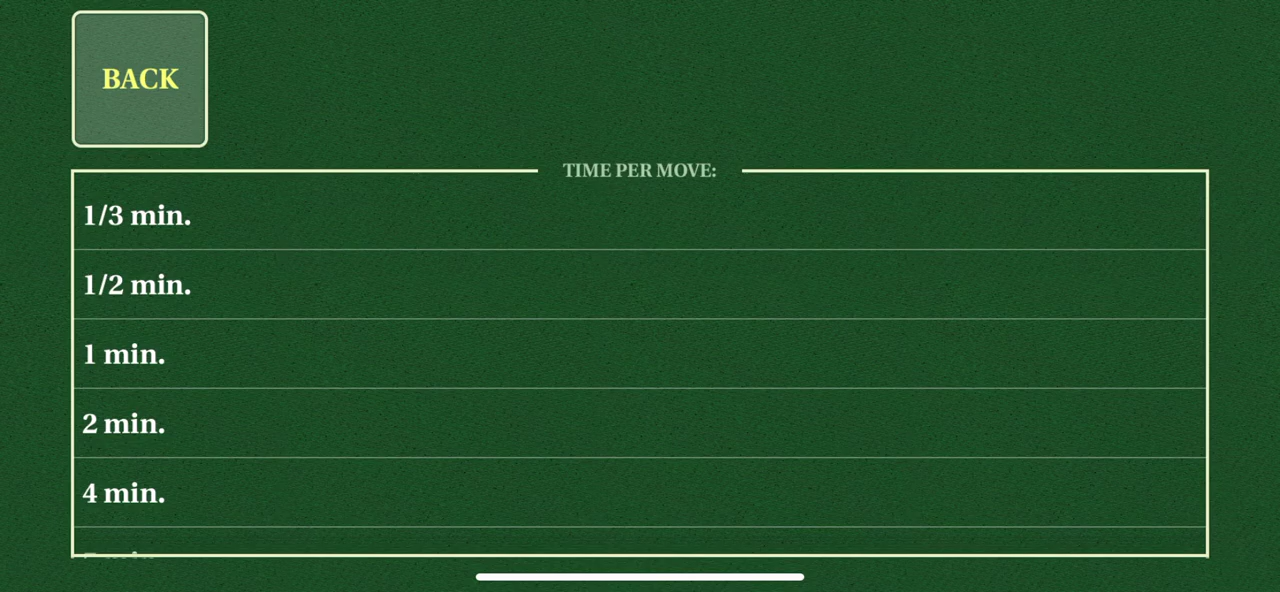 BACK
TIME PER MOVE:
1/3 min.
1/2 min.
1 min.
2 min.
4 min.